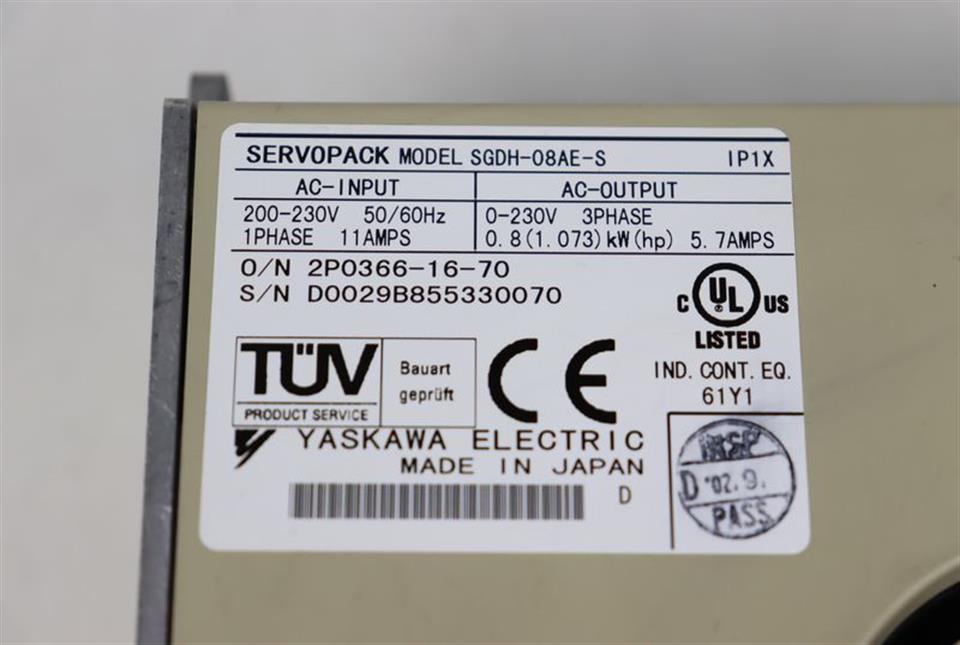 SERVOPACK MODEL SGDH-08AE-S IP1X
AC-INPUT AC-OUTPUT
200-230V 50/60Hz 0-230V 3PHASE
1PHASE 11AMPS 0.8(1.073)kW(hp) 5.7AMPS
O/N 2P0366-16-70
S/N D0029B855330070
C UL US
®
LISTED
IND. CONT. EQ.
61Y1
TÜV Bauart
geprüft
PRODUCT SERVICE
CE
YASKAWA ELECTRIC
MADE IN JAPAN
D
INSP
D '02.9.
PASS